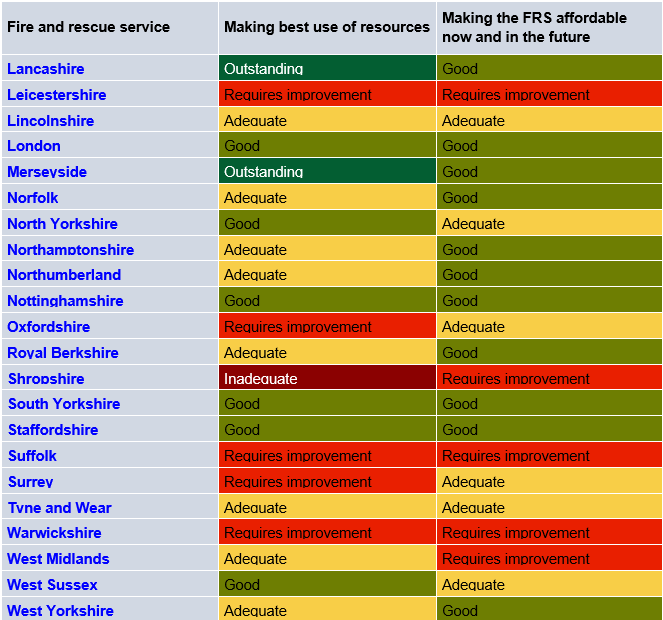 Fire and rescue service Making best use of resources Making the FRS affordable
now and in the future
Lancashire Outstanding Good
Leicestershire Requires improvement Requires improvement
Lincolnshire Adequate Adequate
London Good Good
Merseyside Outstanding Good
Norfolk Adequate Good
North Yorkshire Good Adequate
Northamptonshire Adequate Good
Northumberland Adequate Good
Nottinghamshire Good Good
Oxfordshire Requires improvement Adequate
Royal Berkshire Adequate Good
Shropshire Inadequate Requires improvement
South Yorkshire Good Good
Staffordshire Good Good
Suffolk Requires improvement Requires improvement
Surrey Requires improvement Adequate
Tyne and Wear Adequate Adequate
Warwickshire Requires improvement Requires improvement
West Midlands Adequate Requires improvement
West Sussex Good Adequate
West Yorkshire Adequate Good